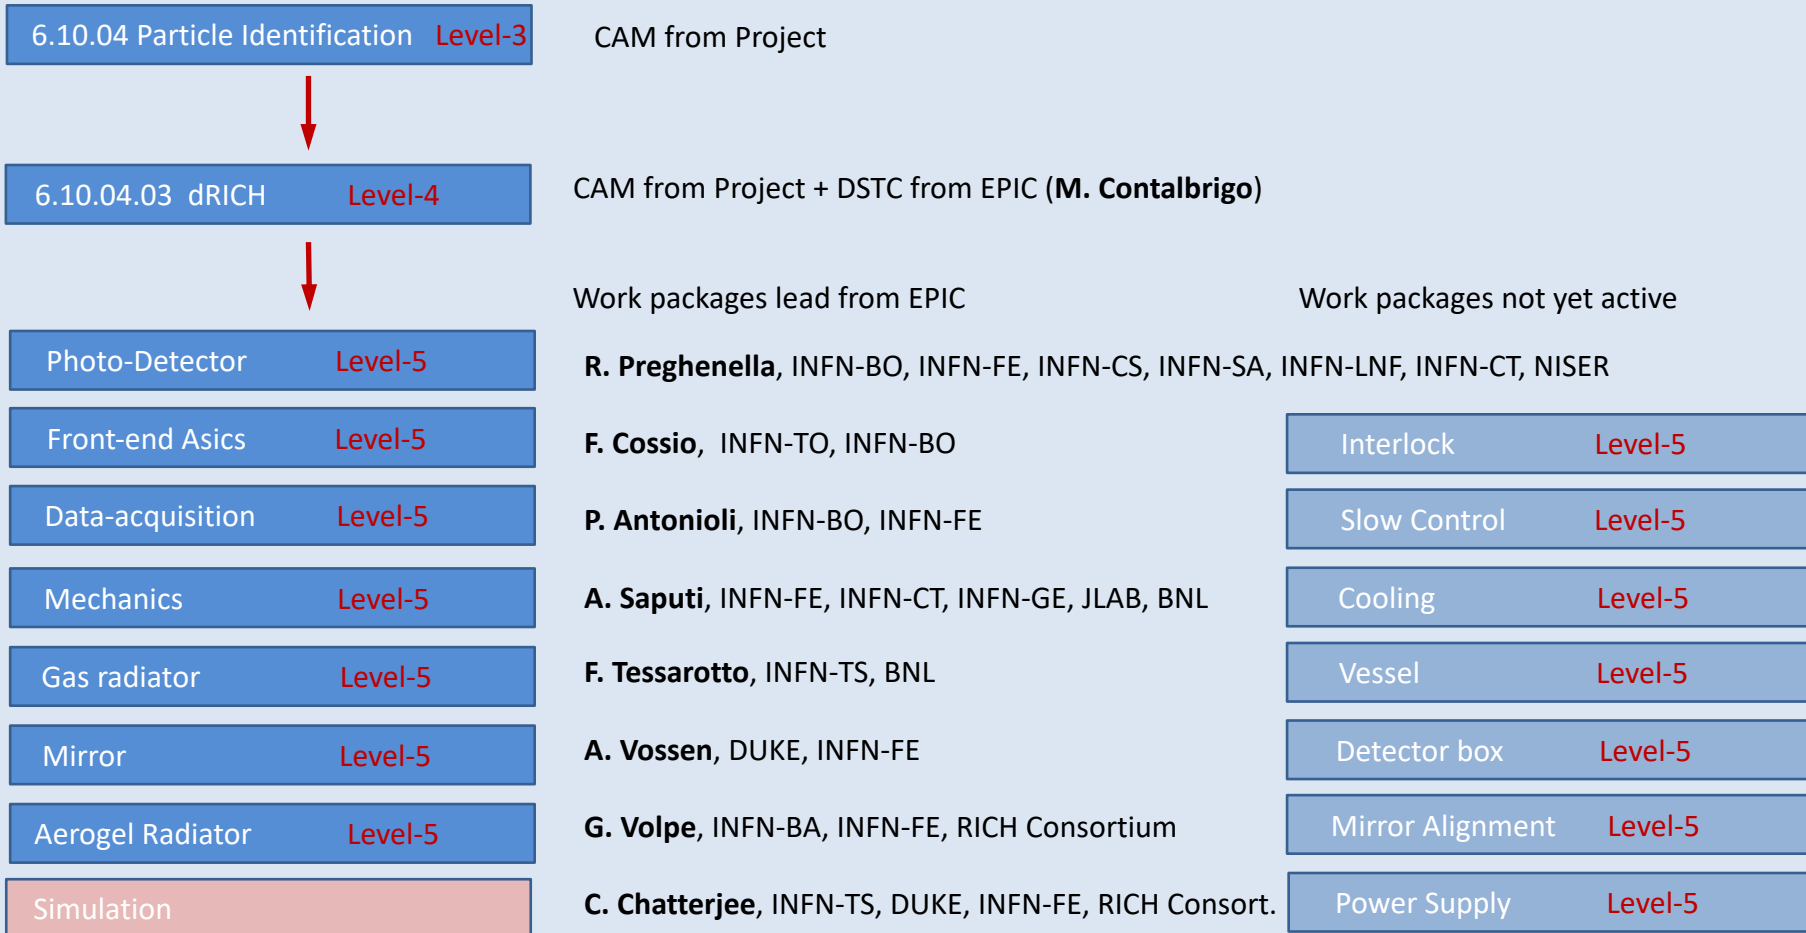 6.10.04 Particle Identification Level-3 CAM from Project
6.10.04.03 dRICH Level-4 CAM from Project + DSTC from EPIC (M. Contalbrigo)
Work packages lead from EPIC Work packages not yet active
Photo-Detector Level-5 R. Preghenella, INFN-BO, INFN-FE, INFN-CS, INFN-SA, INFN-LNF, INFN-CT, NISER
Front-end Asics Level-5 F. Cossio, INFN-TO, INFN-BO Interlock Level-5
Data-acquisition Level-5 P. Antonioli, INFN-BO, INFN-FE Slow Control Level-5
Mechanics Level-5 A. Saputi, INFN-FE, INFN-CT, INFN-GE, JLAB, BNL Cooling Level-5
Gas radiator Level-5 F. Tessarotto, INFN-TS, BNL Vessel Level-5
Mirror Level-5 A. Vossen, DUKE, INFN-FE Detector box Level-5
Aerogel Radiator Level-5 G. Volpe, INFN-BA, INFN-FE, RICH Consortium Mirror Alignment Level-5
Simulation C. Chatterjee, INFN-TS, DUKE, INFN-FE, RICH Consort. Power Supply Level-5